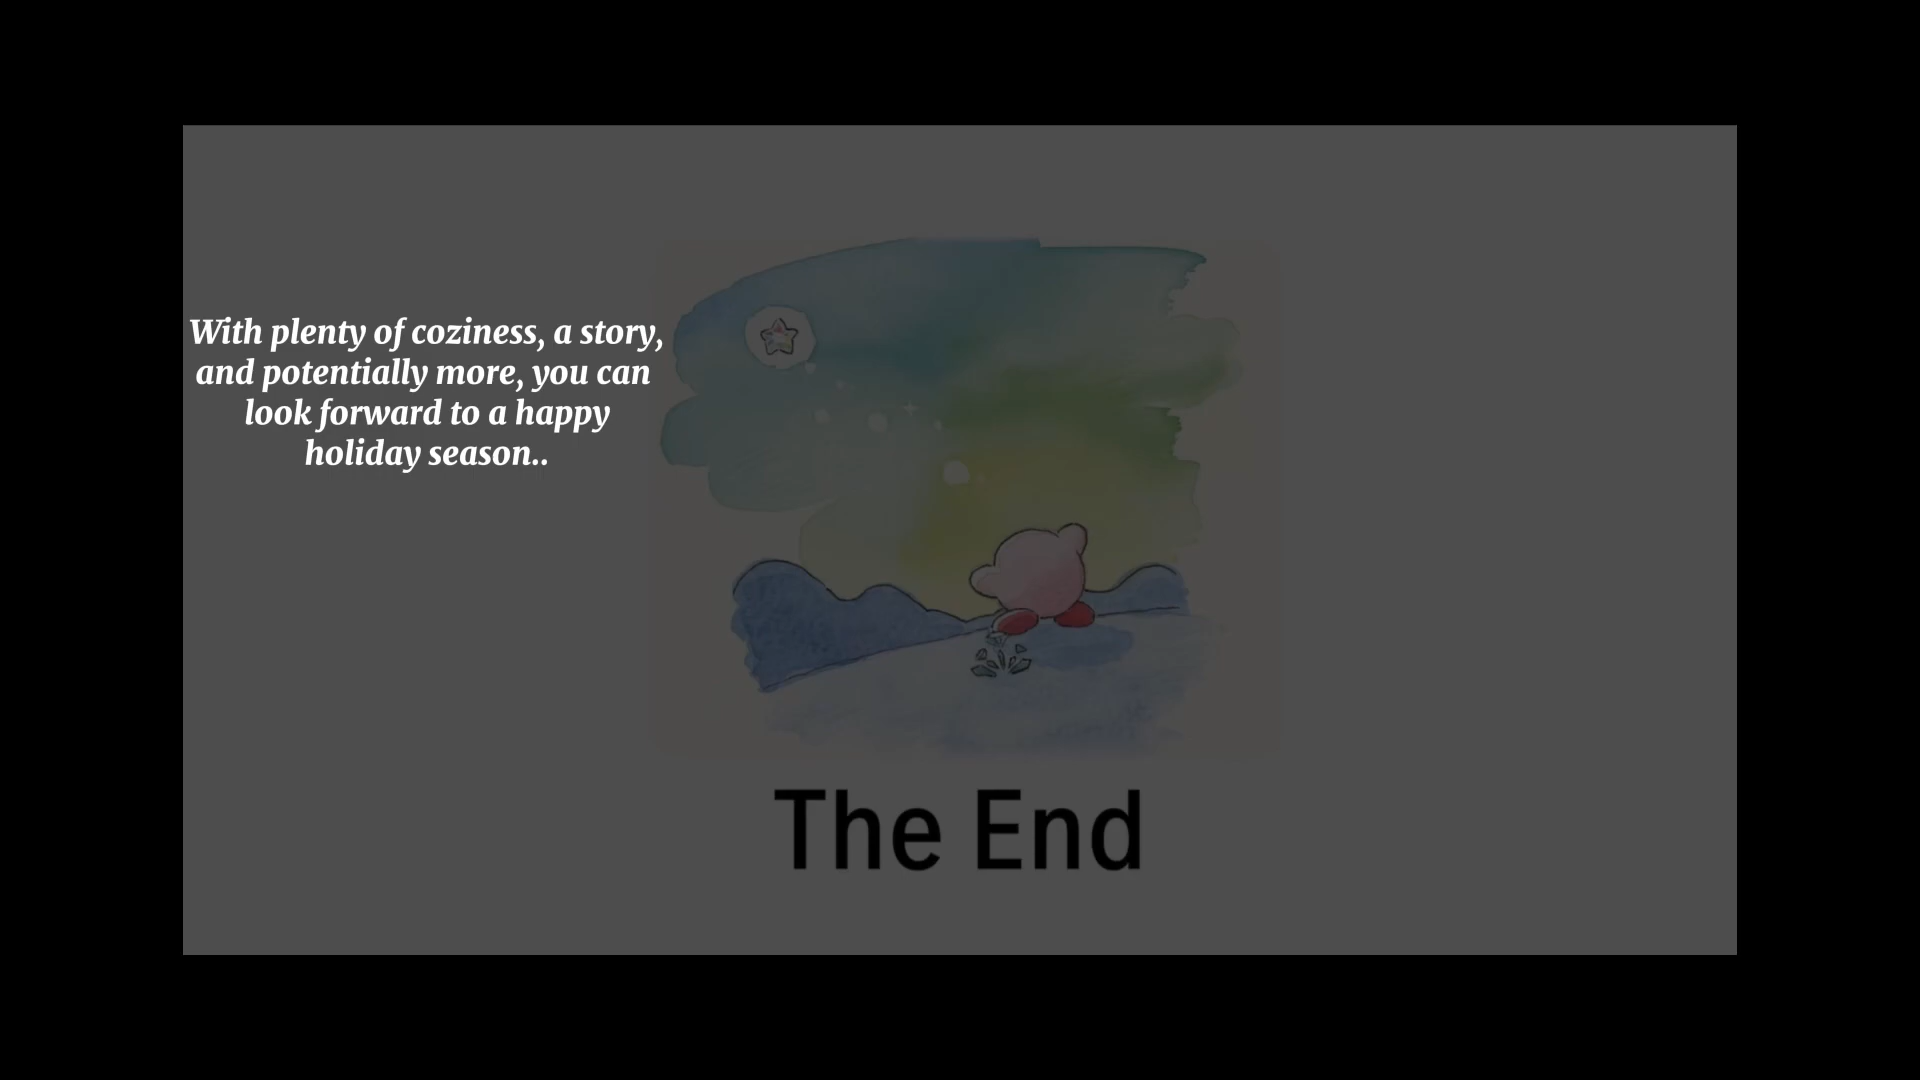 With plenty of coziness, a story,
and potentially more, you can
look forward to a happy
holiday season..
The End